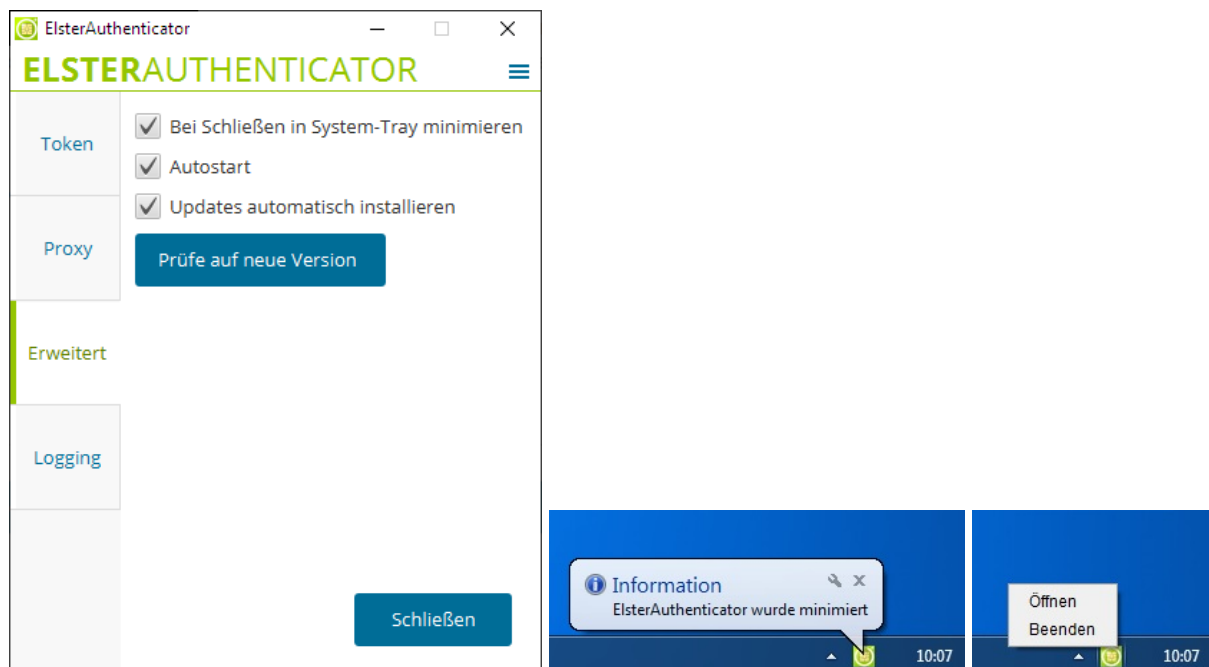 ElsterAuthenticator
ELSTERAUTHENTICATOR
Token
Bei Schließen in System-Tray minimieren
Autostart
Updates automatisch installieren
Proxy
Prüfe auf neue Version
Erweitert
Logging
Schließen
Information
ElsterAuthenticator wurde minimiert
10:07
Öffnen
Beenden
10:07